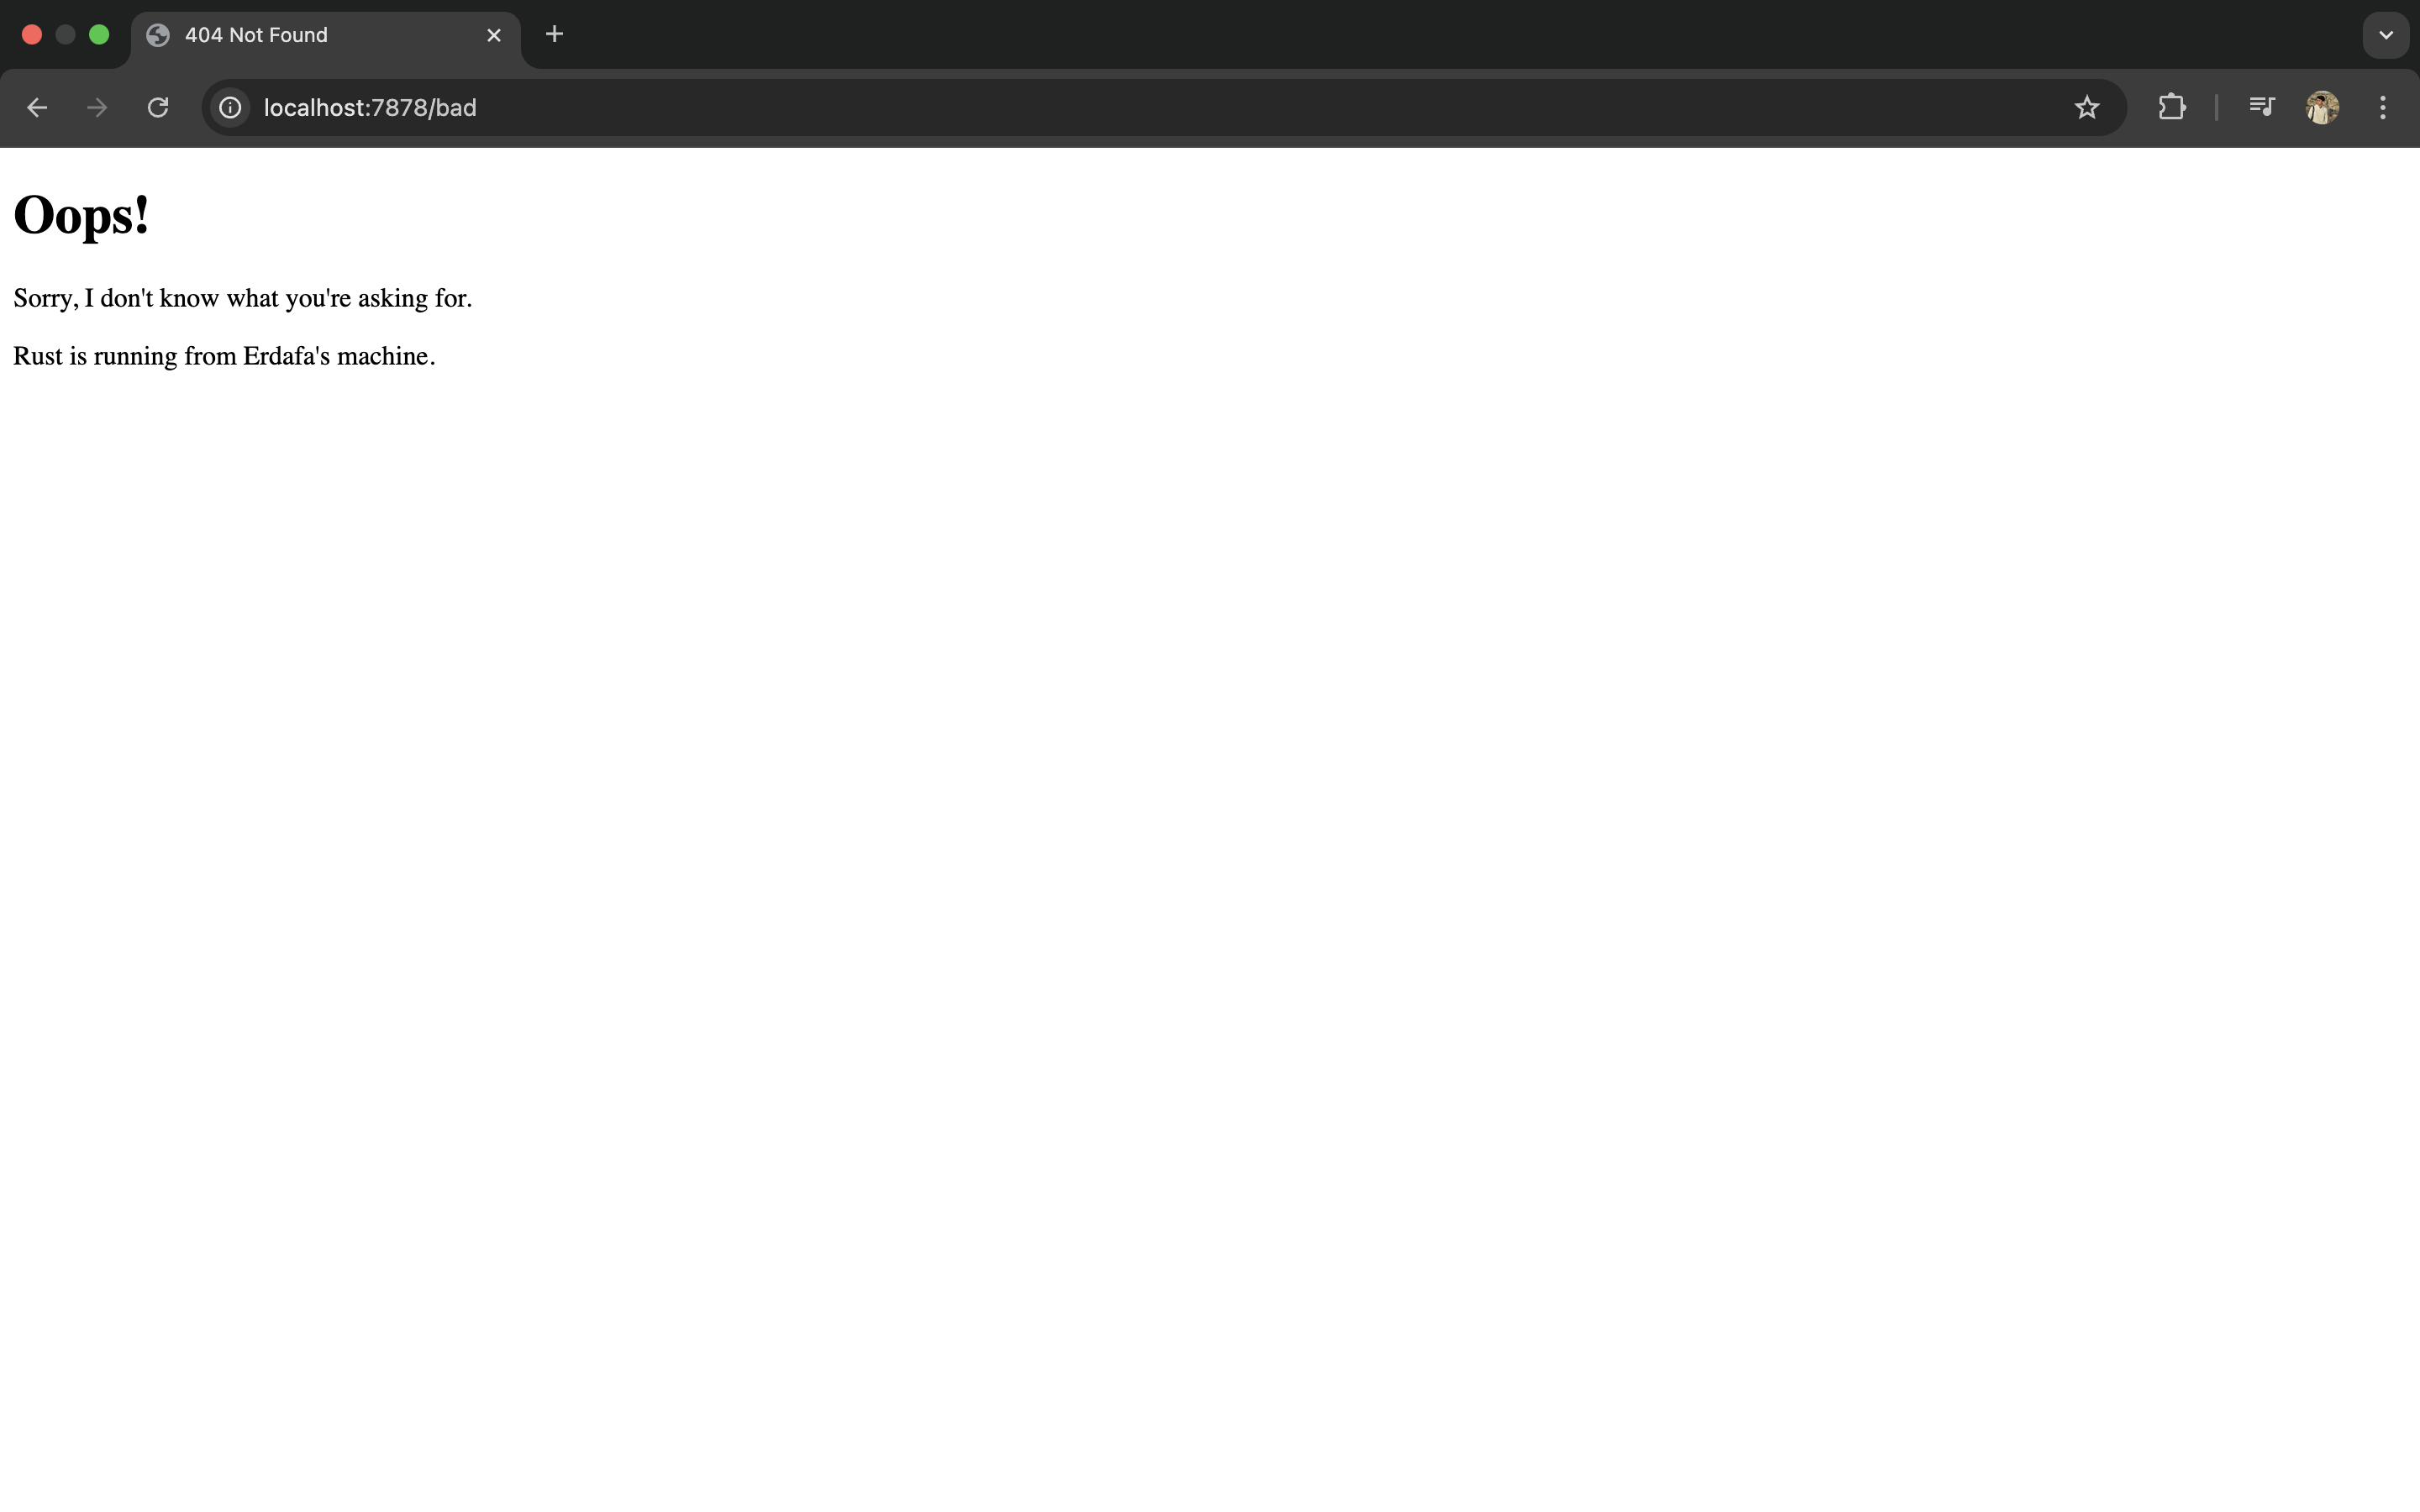 404 Not Found
localhost:7878/bad
Oops!
Sorry, I don't know what you're asking for.
Rust is running from Erdafa's machine.